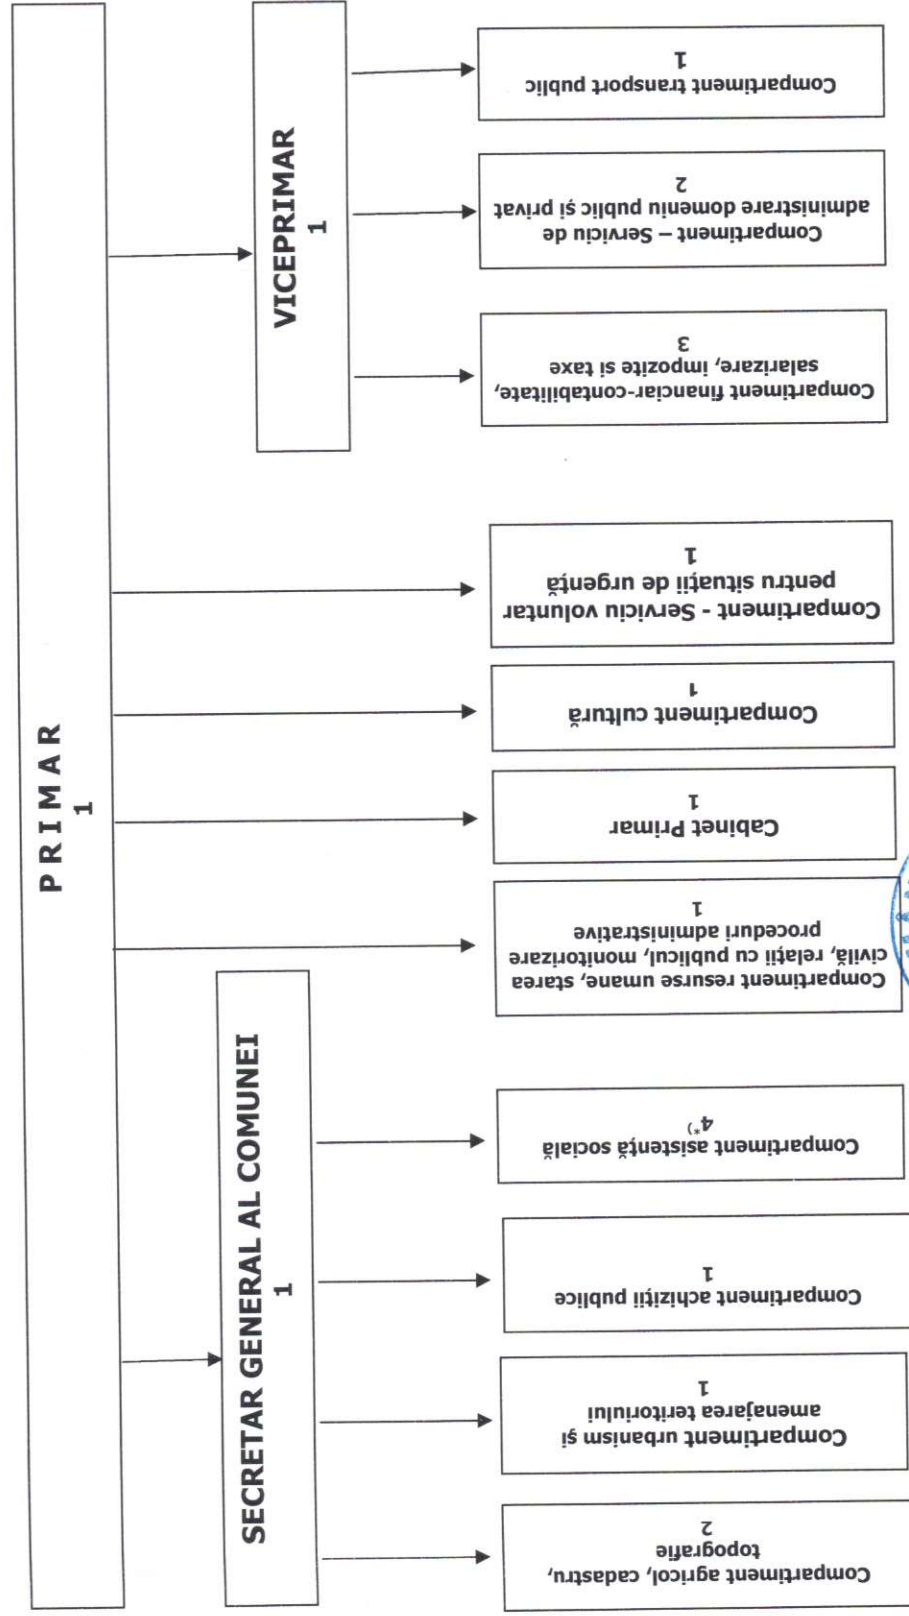 PRIMAR
1
SECRETAR GENERAL AL COMUNEI
1
VICEPRIMAR
1
Compartiment agricol, cadastru,
topografie
2
Compartiment urbanism și
amenajarea teritoriului
1
Compartiment achiziții publice
1
Compartiment asistență socială
4*)
Compartiment resurse umane, starea
civilă, relații cu publicul, monitorizare
proceduri administrative
1
Cabinet Primar
1
Compartiment cultură
1
Compartiment - Serviciu voluntar
pentru situații de urgență
1
Compartiment financiar-contabilitate,
salarizare, impozite si taxe
3
Compartiment – Serviciu de
administrare domeniu public și privat
2
Compartiment transport public
1